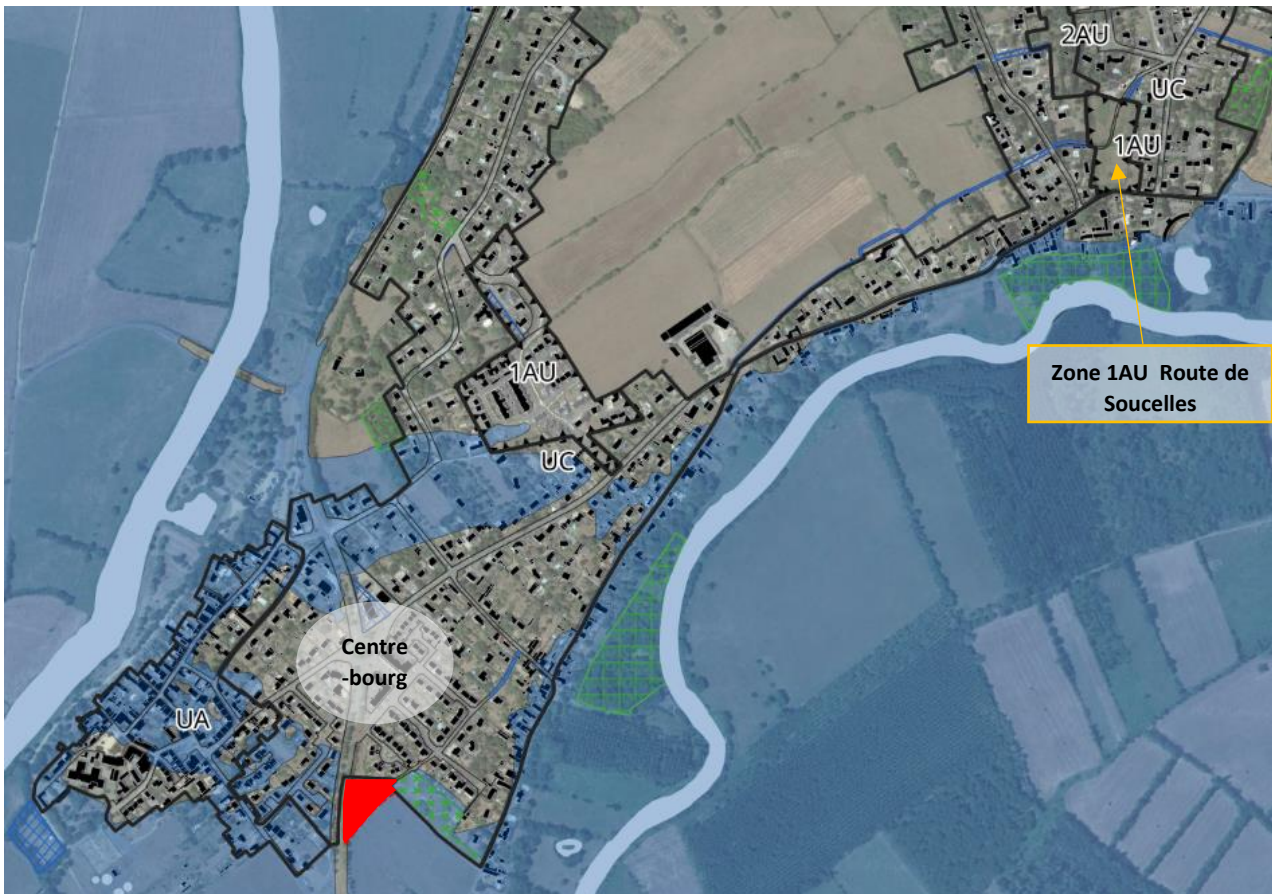 2AU
UC
1AU
Zone 1AU Route de
Soucelles
1AU
UC
Centre
-bourg
UA